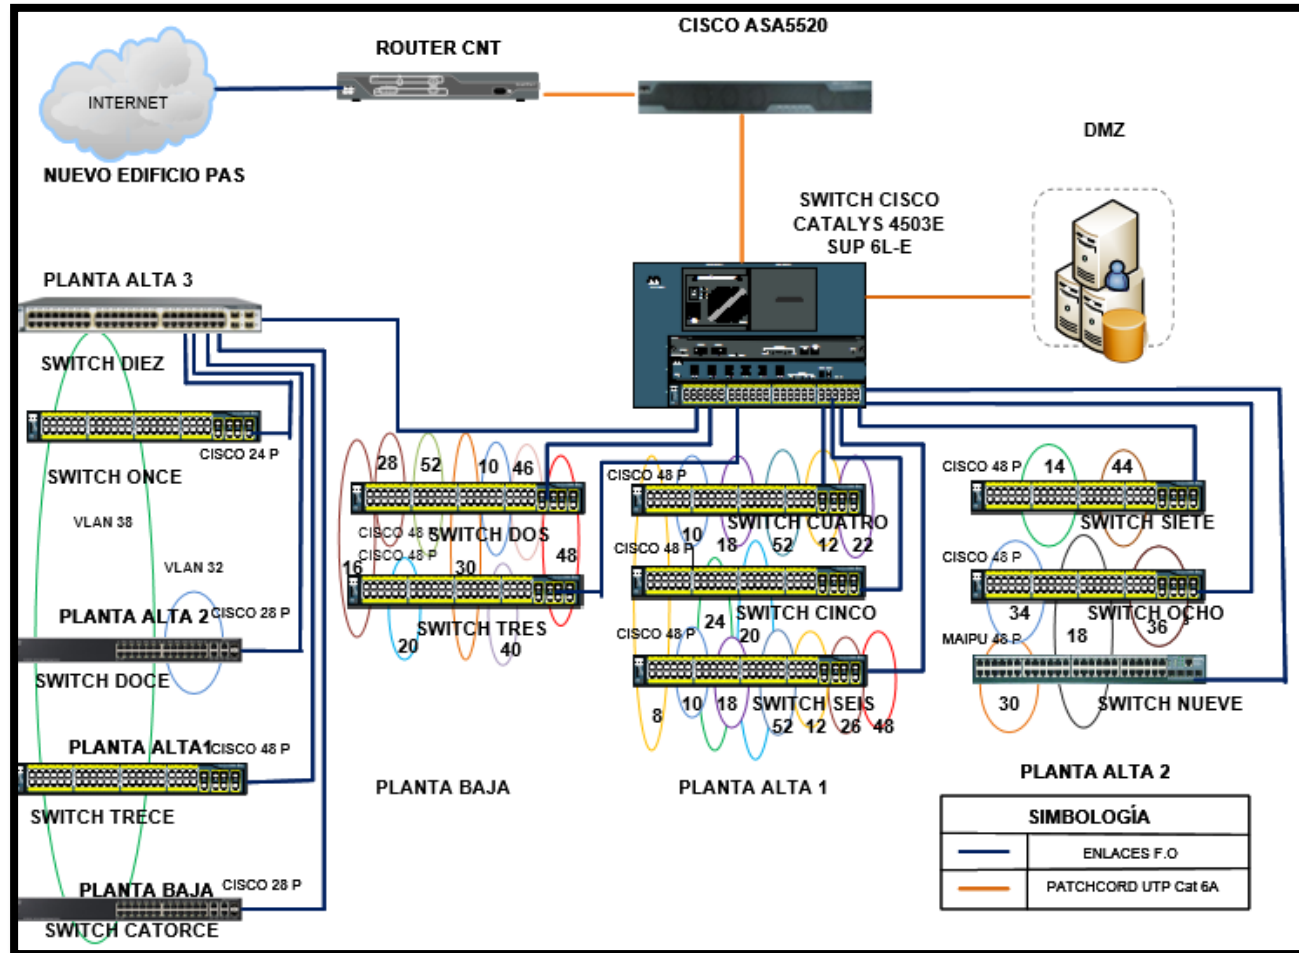 CISCO ASA5520
ROUTER CNT
INTERNET
NUEVO EDIFICIO PAS
DMZ
SWITCH CISCO
CATALYS 4503E
SUP 6L-E
PLANTA ALTA 3
SWITCH DIEZ
CISCO 24 P
SWITCH ONCE
VLAN 38
VLAN 32
PLANTA ALTA 2
CISCO 28 P
SWITCH DOCE
PLANTA ALTA1
CISCO 48 P
SWITCH TRECE
PLANTA BAJA
CISCO 28 P
SWITCH CATORCE
28
52
10
46
CISCO 48
SWITCH DOS
CISCO 48 P
16
30
48
SWITCH TRES
20
40
PLANTA BAJA
CISCO 48 P
SWITCH CUATRO
10
18
52
12
22
CISCO 48 P
SWITCH CINCO
24
20
CISCO 48 P
SWITCH SEIS
8
10
18
52
12
26
48
PLANTA ALTA 1
CISCO 48 P
14
44
SWITCH SIETE
CISCO 48 P
SWITCH OCHO
34
18
36
MAIPU 48 P
SWITCH NUEVE
30
PLANTA ALTA 2
SIMBOLOGÍA
ENLACES F.O
PATCHCORD UTP Cat 6A